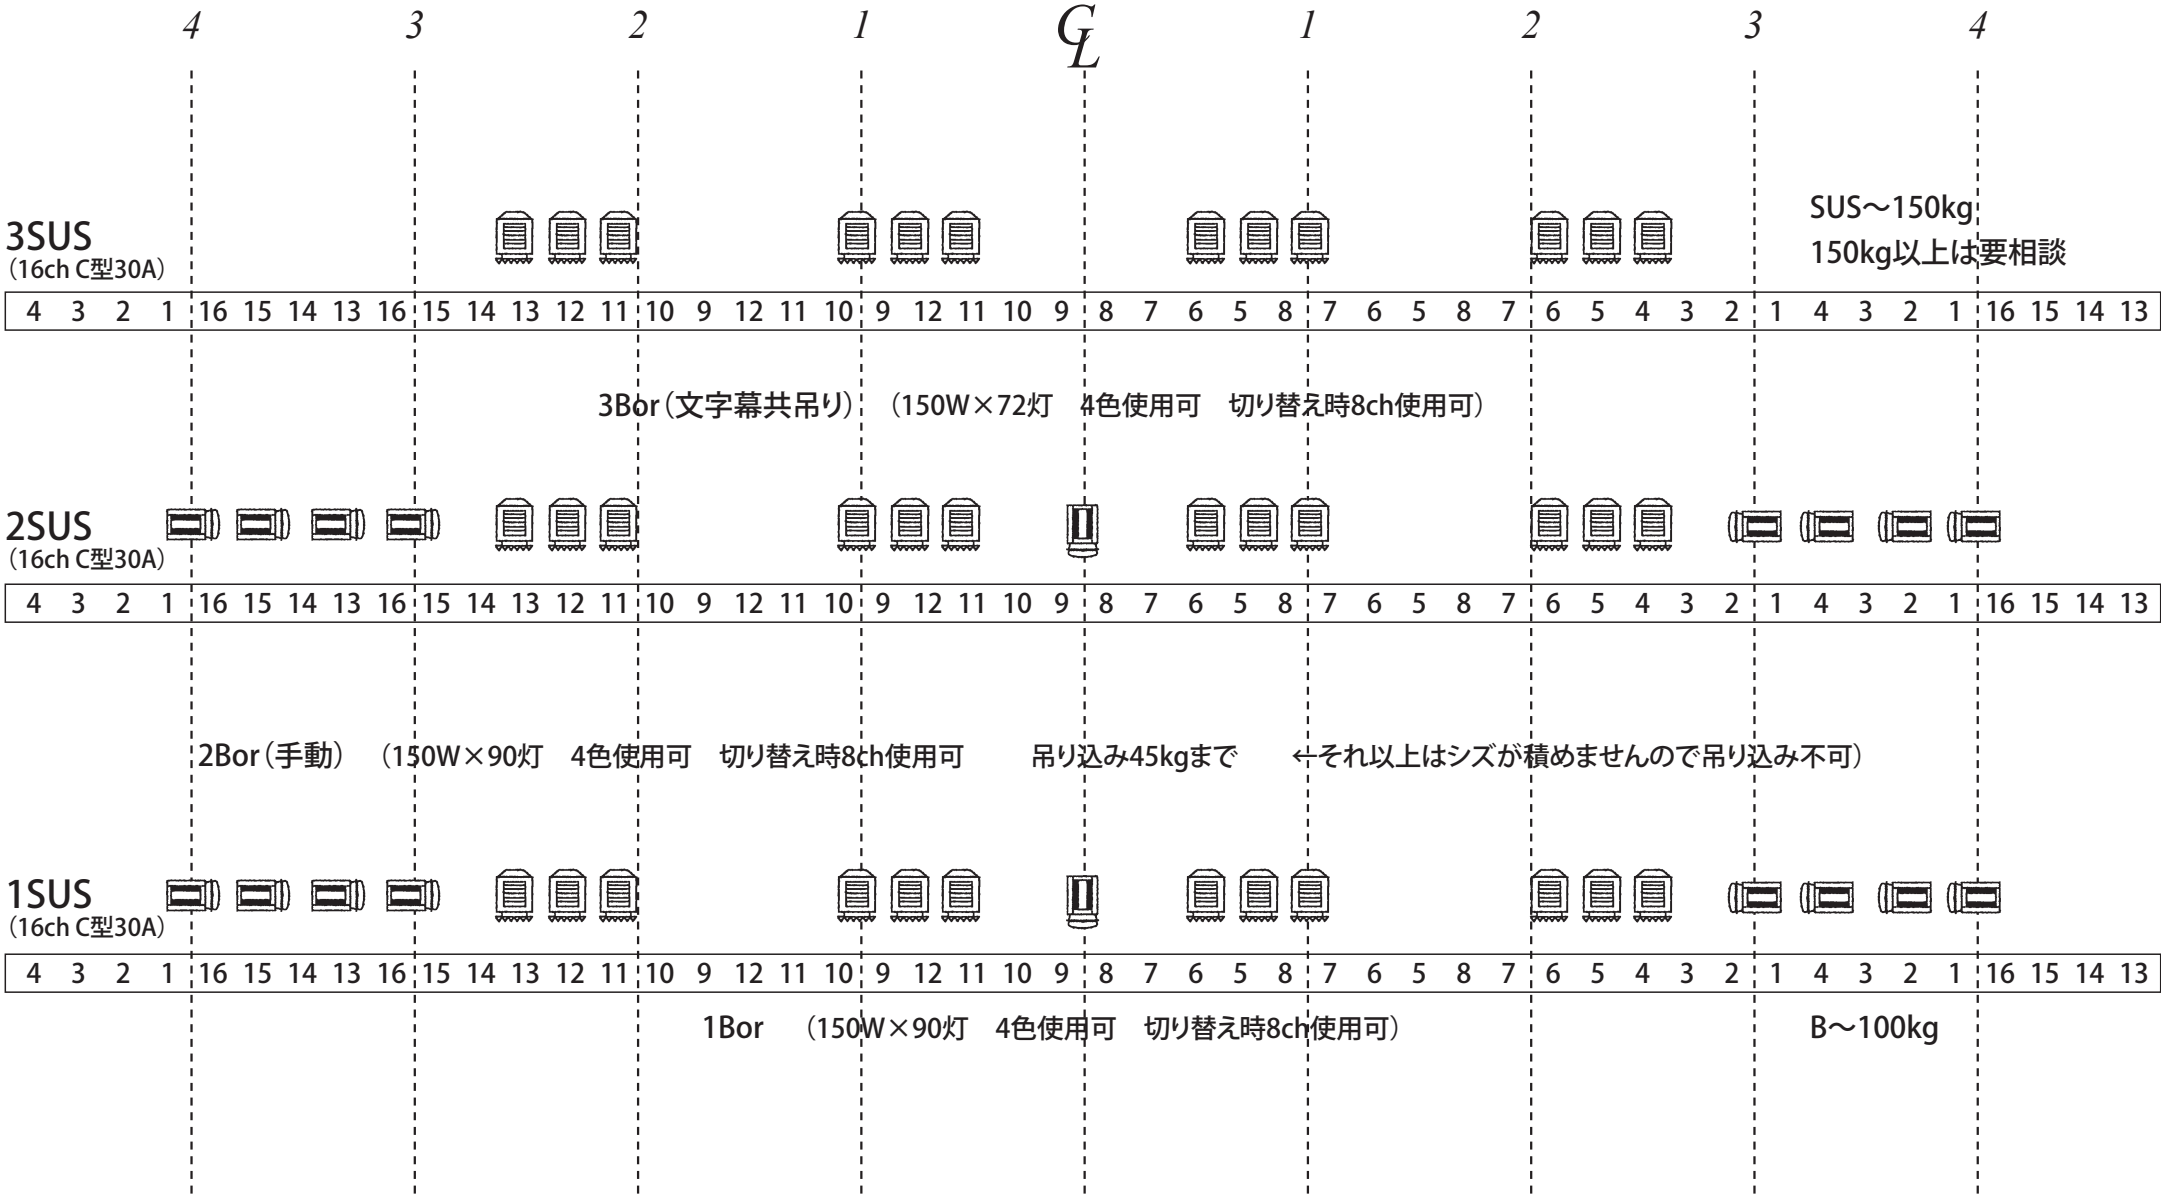 4 3 2 1 CL 1 2 3 4
SUS～150kg
3SUS
150kg以上は要相談
（16ch C型30A）
4 3 2 1 16 15 14 13 16 15 14 13 12 11 10 9 12 11 10 9 12 11 10 9 8 7 6 5 8 7 6 5 8 7 6 5 4 3 2 1 4 3 2 1 16 15 14 13
3Bor（文字幕共吊り）　（150W×72灯　4色使用可　切り替え時8ch使用可）
2SUS
（16ch C型30A）
4 3 2 1 16 15 14 13 16 15 14 13 12 11 10 9 12 11 10 9 12 11 10 9 8 7 6 5 8 7 6 5 8 7 6 5 4 3 2 1 4 3 2 1 16 15 14 13
2Bor（手動）　（150W×90灯　4色使用可　切り替え時8ch使用可　　吊り込み45kgまで　　←それ以上はシズが積めませんので吊り込み不可）
1SUS
（16ch C型30A）
4 3 2 1 16 15 14 13 16 15 14 13 12 11 10 9 12 11 10 9 12 11 10 9 8 7 6 5 8 7 6 5 8 7 6 5 4 3 2 1 4 3 2 1 16 15 14 13
1Bor　（150W×90灯　4色使用可　切り替え時8ch使用可）　B～100kg